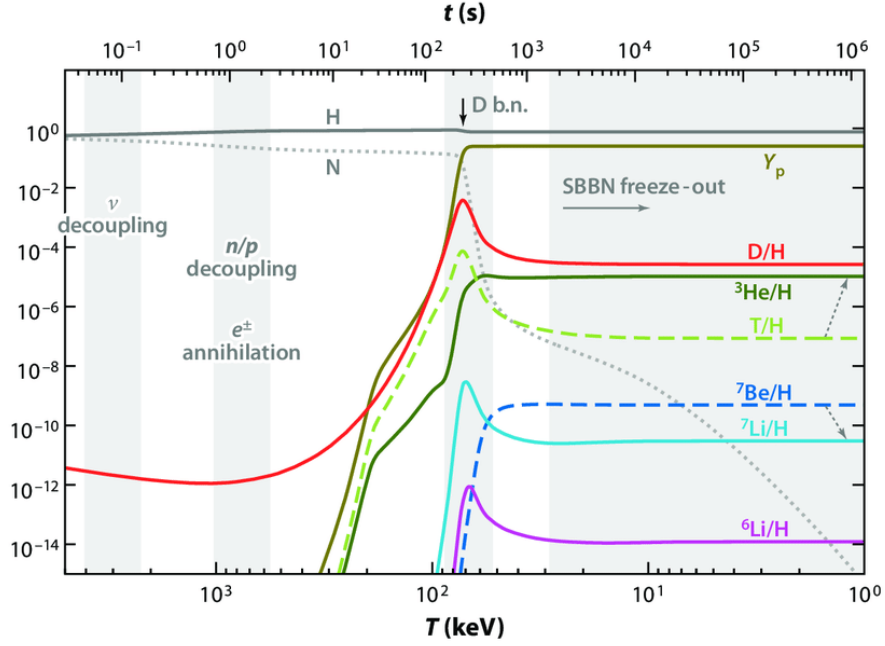 t (s)
10⁻¹ 10⁰ 10¹ 10² 10³ 10⁴ 10⁵ 10⁶
D b.n.
H
10⁰
N
Yₚ
SBBN freeze-out
10⁻²
ν
decoupling
n/p
decoupling
10⁻⁴
D/H
³He/H
10⁻⁶
T/H
e±
annihilation
10⁻⁸
⁷Be/H
10⁻¹⁰
⁷Li/H
10⁻¹²
⁶Li/H
10⁻¹⁴
10³ 10² 10¹ 10⁰
T (keV)